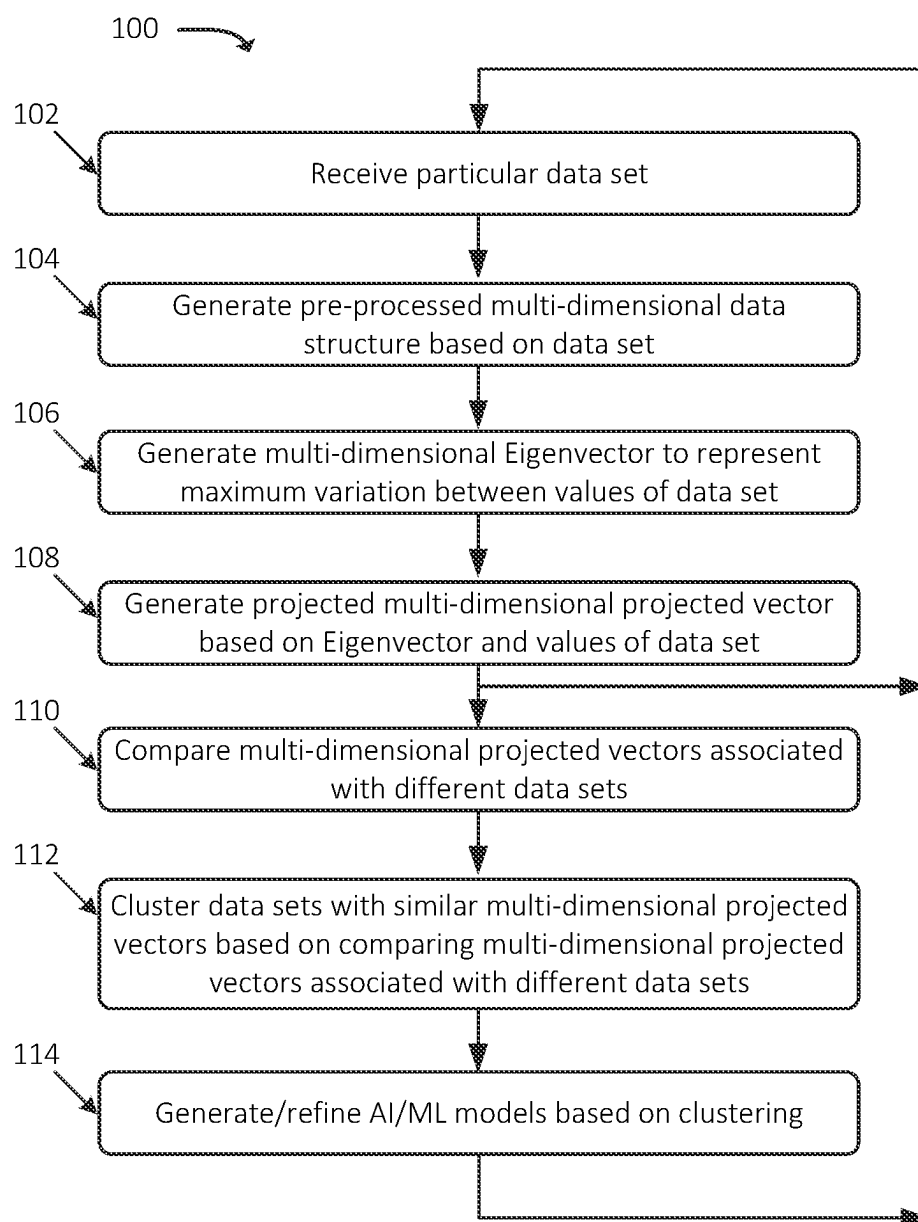 100
102
Receive particular data set
104
Generate pre-processed multi-dimensional data
structure based on data set
106
Generate multi-dimensional Eigenvector to represent
maximum variation between values of data set
108
Generate projected multi-dimensional projected vector
based on Eigenvector and values of data set
110
Compare multi-dimensional projected vectors associated
with different data sets
112
Cluster data sets with similar multi-dimensional projected
vectors based on comparing multi-dimensional projected
vectors associated with different data sets
114
Generate/refine AI/ML models based on clustering